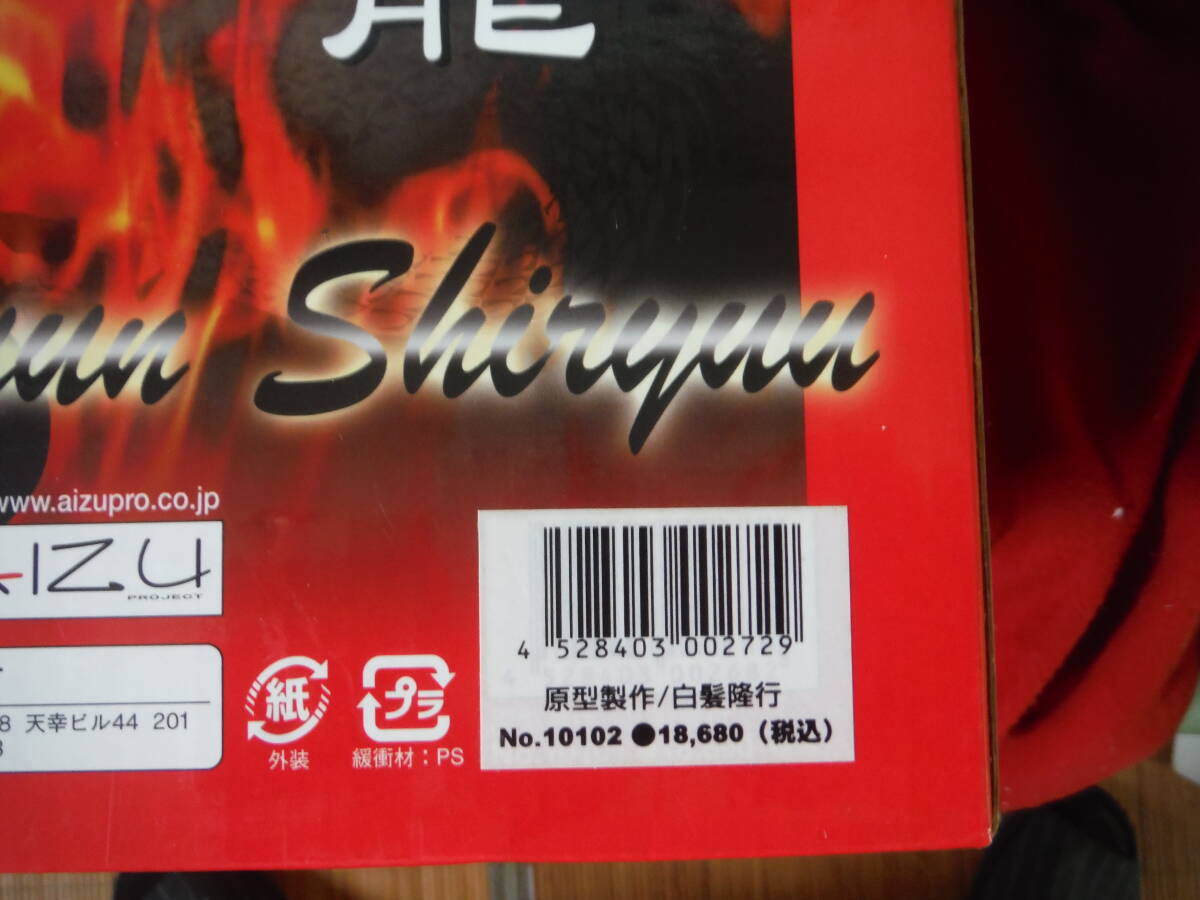 Shiryuu
www.aizupro.co.jp
AIZU
PROJECT
8 天幸ビル44 201
紙
外装
プラ
緩衝材：PS
4 528403 002729
原型製作/白髪隆行
No.10102 ●18,680（税込）